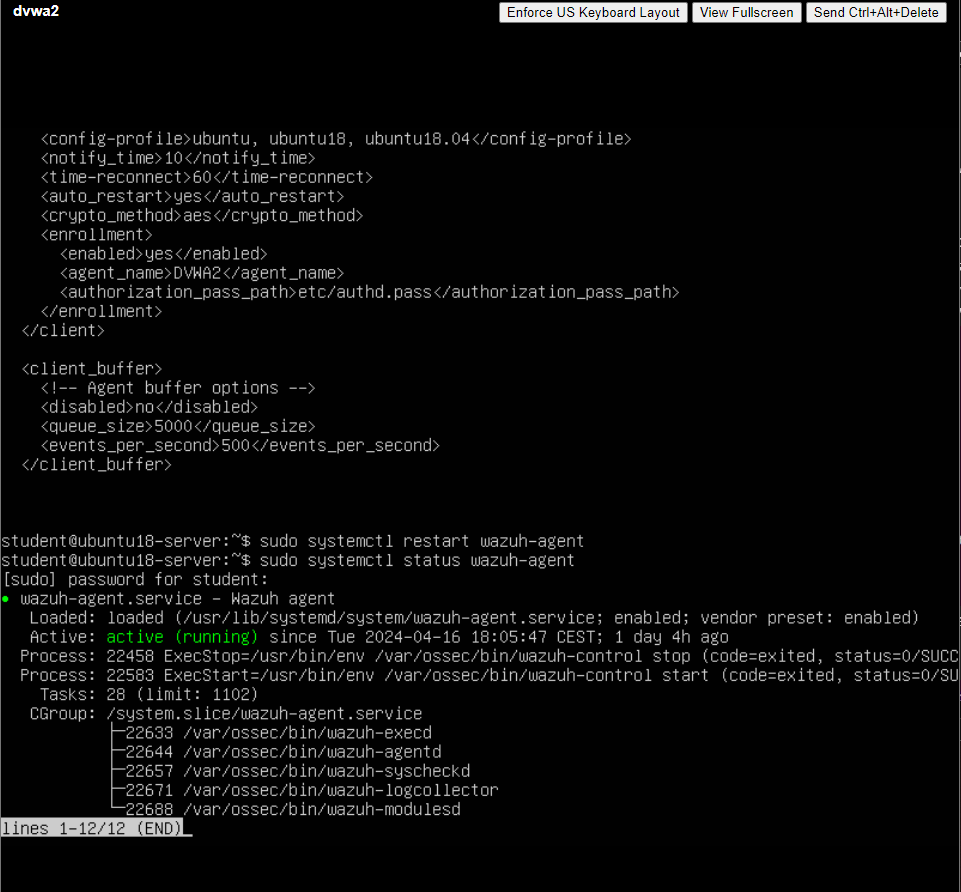 dvwa2
Enforce US Keyboard Layout View Fullscreen Send Ctrl+Alt+Delete
<config-profile>ubuntu, ubuntu18, ubuntu18.04</config-profile>
<notify_time>10</notify_time>
<time-reconnect>60</time-reconnect>
<auto_restart>yes</auto_restart>
<crypto_method>aes</crypto_method>
<enrollment>
<enabled>yes</enabled>
<agent_name>DVWA2</agent_name>
<authorization_pass_path>etc/authd.pass</authorization_pass_path>
</enrollment>
</client>
<client_buffer>
<!-- Agent buffer options -->
<disabled>no</disabled>
<queue_size>5000</queue_size>
<events_per_second>500</events_per_second>
</client_buffer>
student@ubuntu18-server:~$ sudo systemctl restart wazuh-agent
student@ubuntu18-server:~$ sudo systemctl status wazuh-agent
[sudo] password for student:
● wazuh-agent.service - Wazuh agent
Loaded: loaded (/usr/lib/systemd/system/wazuh-agent.service; enabled; vendor preset: enabled)
Active: active (running) since Tue 2024-04-16 18:05:47 CEST; 1 day 4h ago
Process: 22458 ExecStop=/usr/bin/env /var/ossec/bin/wazuh-control stop (code=exited, status=0/SUCC
Process: 22583 ExecStart=/usr/bin/env /var/ossec/bin/wazuh-control start (code=exited, status=0/SU
Tasks: 28 (limit: 1102)
CGroup: /system.slice/wazuh-agent.service
├─22633 /var/ossec/bin/wazuh-execd
├─22644 /var/ossec/bin/wazuh-agentd
├─22657 /var/ossec/bin/wazuh-syscheckd
├─22671 /var/ossec/bin/wazuh-logcollector
└─22688 /var/ossec/bin/wazuh-modulesd
lines 1-12/12 (END)